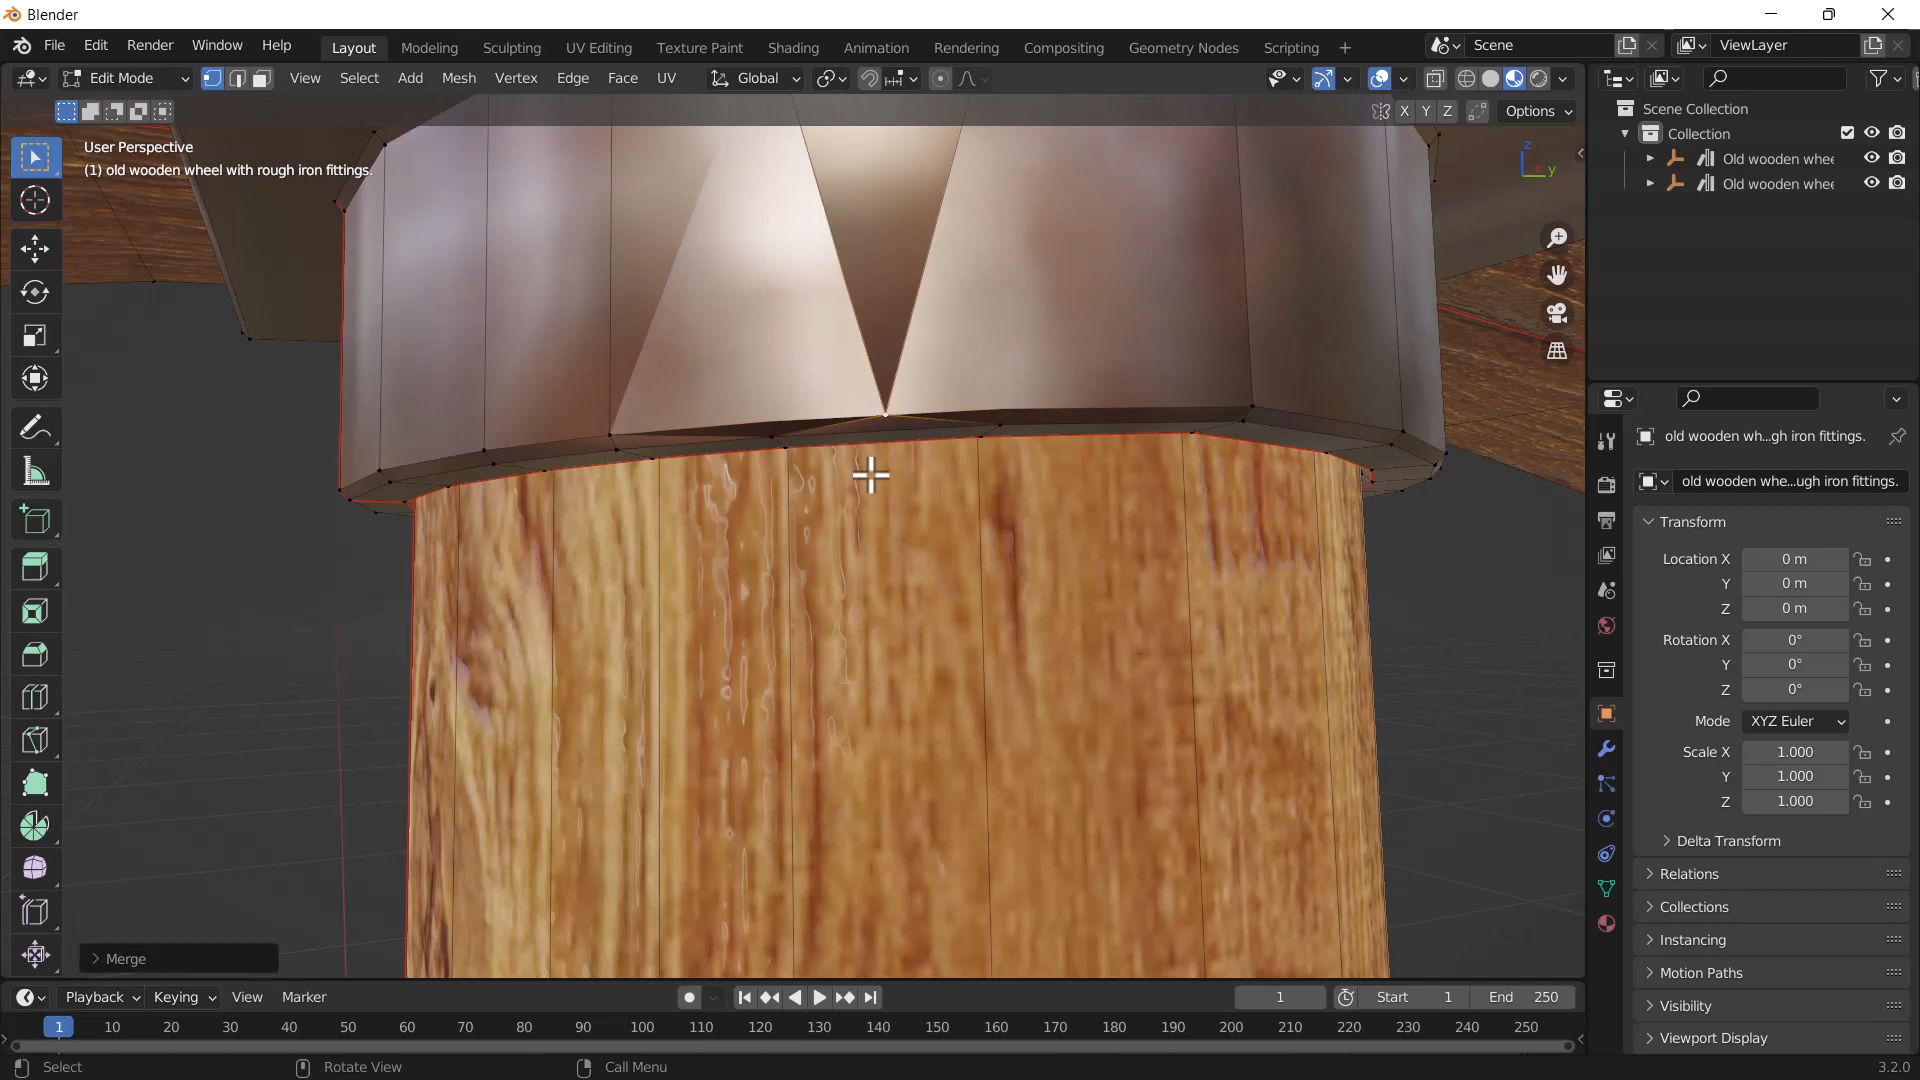 Blender
File Edit Render Window Help Layout Modeling Sculpting UV Editing Texture Paint Shading Animation Rendering Compositing Geometry Nodes Scripting + Scene ViewLayer
Edit Mode View Select Add Mesh Vertex Edge Face UV Global
X Y Z Options
User Perspective
(1) old wooden wheel with rough iron fittings.
z
y
Scene Collection
Collection
Old wooden whee
Old wooden whee
old wooden wh...gh iron fittings.
old wooden whe...ugh iron fittings.
Transform
Location X 0 m
Y 0 m
Z 0 m
Rotation X 0°
Y 0°
Z 0°
Mode XYZ Euler
Scale X 1.000
Y 1.000
Z 1.000
Delta Transform
Relations
Collections
Instancing
Motion Paths
Visibility
Viewport Display
Merge
Playback Keying View Marker 1 Start 1 End 250
1 10 20 30 40 50 60 70 80 90 100 110 120 130 140 150 160 170 180 190 200 210 220 230 240 250
Select Rotate View Call Menu 3.2.0